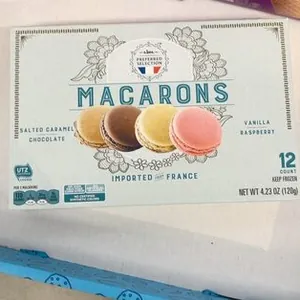 PREFERRED
SELECTION
MACARONS
SALTED CARAMEL
CHOCOLATE
VANILLA
RASPBERRY
IMPORTED FROM FRANCE
12
COUNT
KEEP FROZEN
NET WT 4.23 OZ (120g)
UTZ